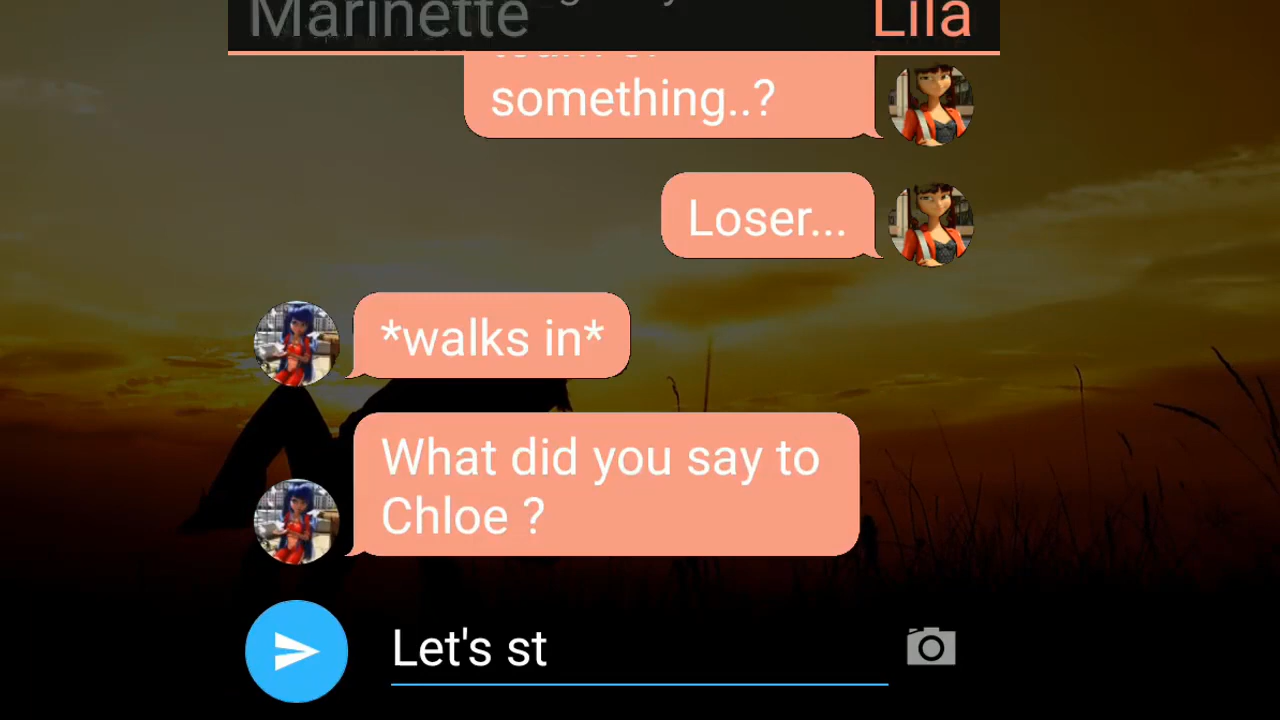 Marinette Lila
something..?
Loser...
*walks in*
What did you say to
Chloe ?
Let's st